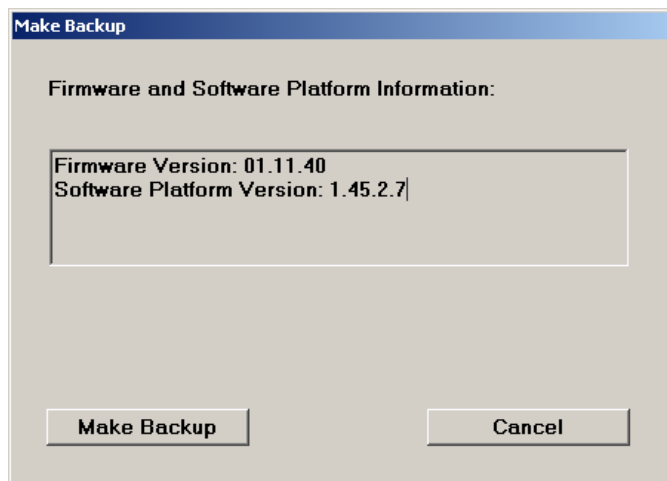 Make Backup
Firmware and Software Platform Information:
Firmware Version: 01.11.40
Software Platform Version: 1.45.2.7
Make Backup
Cancel